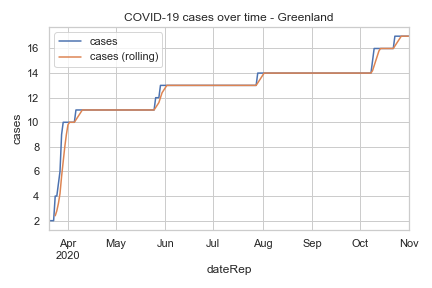 COVID-19 cases over time - Greenland
cases
cases (rolling)
16
14
12
10
8
6
4
2
cases
Apr May Jun Jul Aug Sep Oct Nov
2020
dateRep